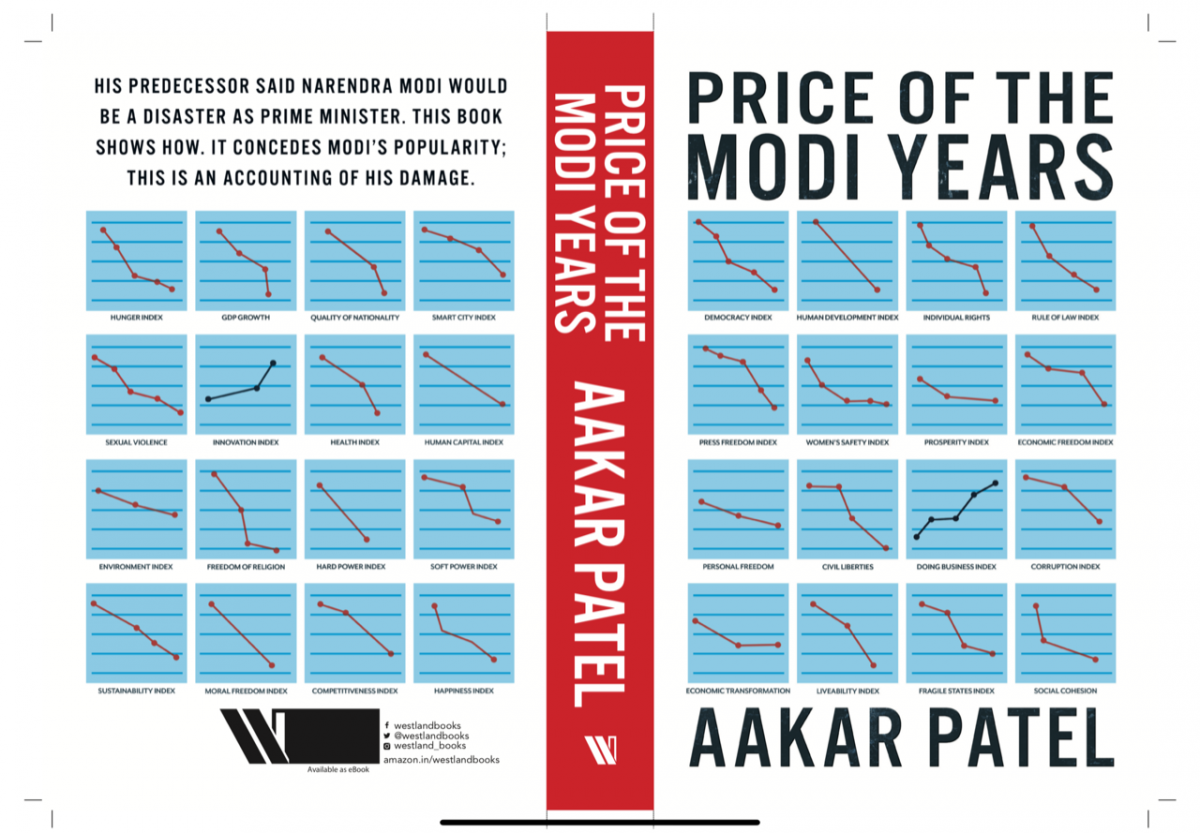 HIS PREDECESSOR SAID NARENDRA MODI WOULD
BE A DISASTER AS PRIME MINISTER. THIS BOOK
SHOWS HOW. IT CONCEDES MODI'S POPULARITY;
THIS IS AN ACCOUNTING OF HIS DAMAGE.
HUNGER INDEX
GDP GROWTH
QUALITY OF NATIONALITY
SMART CITY INDEX
SEXUAL VIOLENCE
INNOVATION INDEX
HEALTH INDEX
HUMAN CAPITAL INDEX
ENVIRONMENT INDEX
FREEDOM OF RELIGION
HARD POWER INDEX
SOFT POWER INDEX
SUSTAINABILITY INDEX
MORAL FREEDOM INDEX
COMPETITIVENESS INDEX
HAPPINESS INDEX
westlandbooks
@westlandbooks
westland_books
amazon.in/westlandbooks
Available as eBook
PRICE OF THE
MODI YEARS
AAKAR PATEL
PRICE OF THE
MODI YEARS
DEMOCRACY INDEX
HUMAN DEVELOPMENT INDEX
INDIVIDUAL RIGHTS
RULE OF LAW INDEX
PRESS FREEDOM INDEX
WOMEN'S SAFETY INDEX
PROSPERITY INDEX
ECONOMIC FREEDOM INDEX
PERSONAL FREEDOM
CIVIL LIBERTIES
DOING BUSINESS INDEX
CORRUPTION INDEX
ECONOMIC TRANSFORMATION
LIVEABILITY INDEX
FRAGILE STATES INDEX
SOCIAL COHESION
AAKAR PATEL